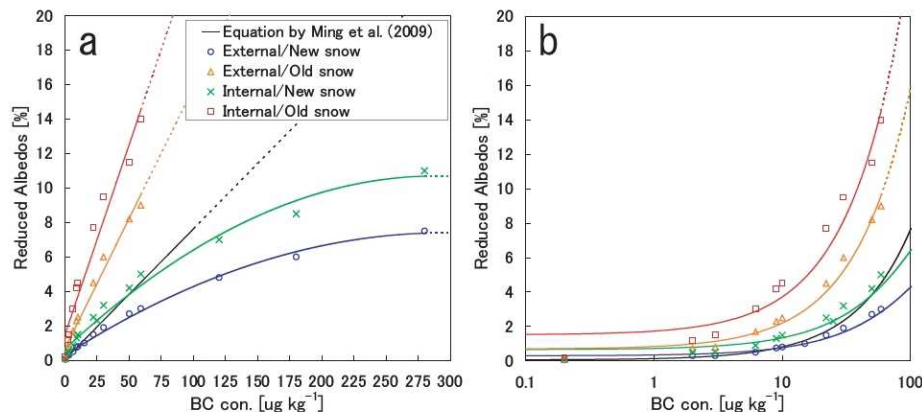 a
Equation by Ming et al. (2009)
External/New snow
External/Old snow
Internal/New snow
Internal/Old snow
Reduced Albedos [%]
20
18
16
14
12
10
8
6
4
2
0
0 25 50 75 100 125 150 175 200 225 250 275 300
BC con. [ug kg⁻¹]
b
Reduced Albedos [%]
20
18
16
14
12
10
8
6
4
2
0
1 10 100
BC con. [ug kg⁻¹]